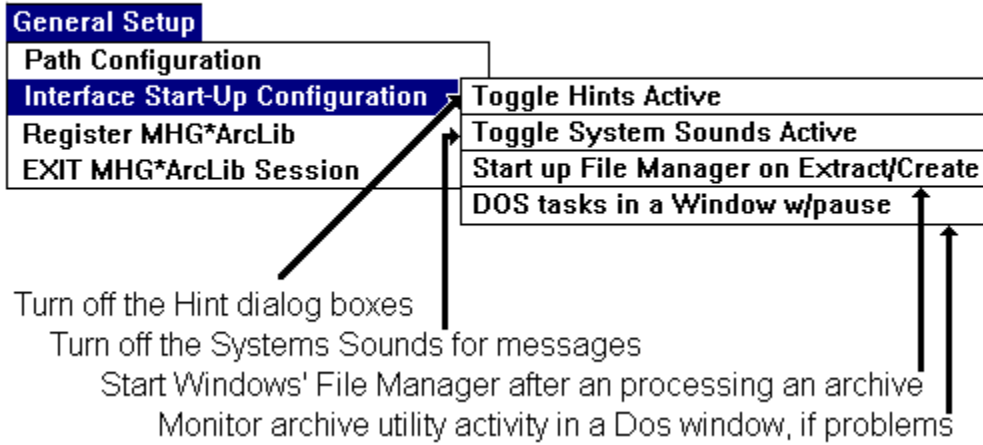 General Setup
Path Configuration
Interface Start-Up Configuration
Register MHG*ArcLib
EXIT MHG*ArcLib Session
Toggle Hints Active
Toggle System Sounds Active
Start up File Manager on Extract/Create
DOS tasks in a Window w/pause
Turn off the Hint dialog boxes
Turn off the Systems Sounds for messages
Start Windows' File Manager after an processing an archive
Monitor archive utility activity in a Dos window, if problems